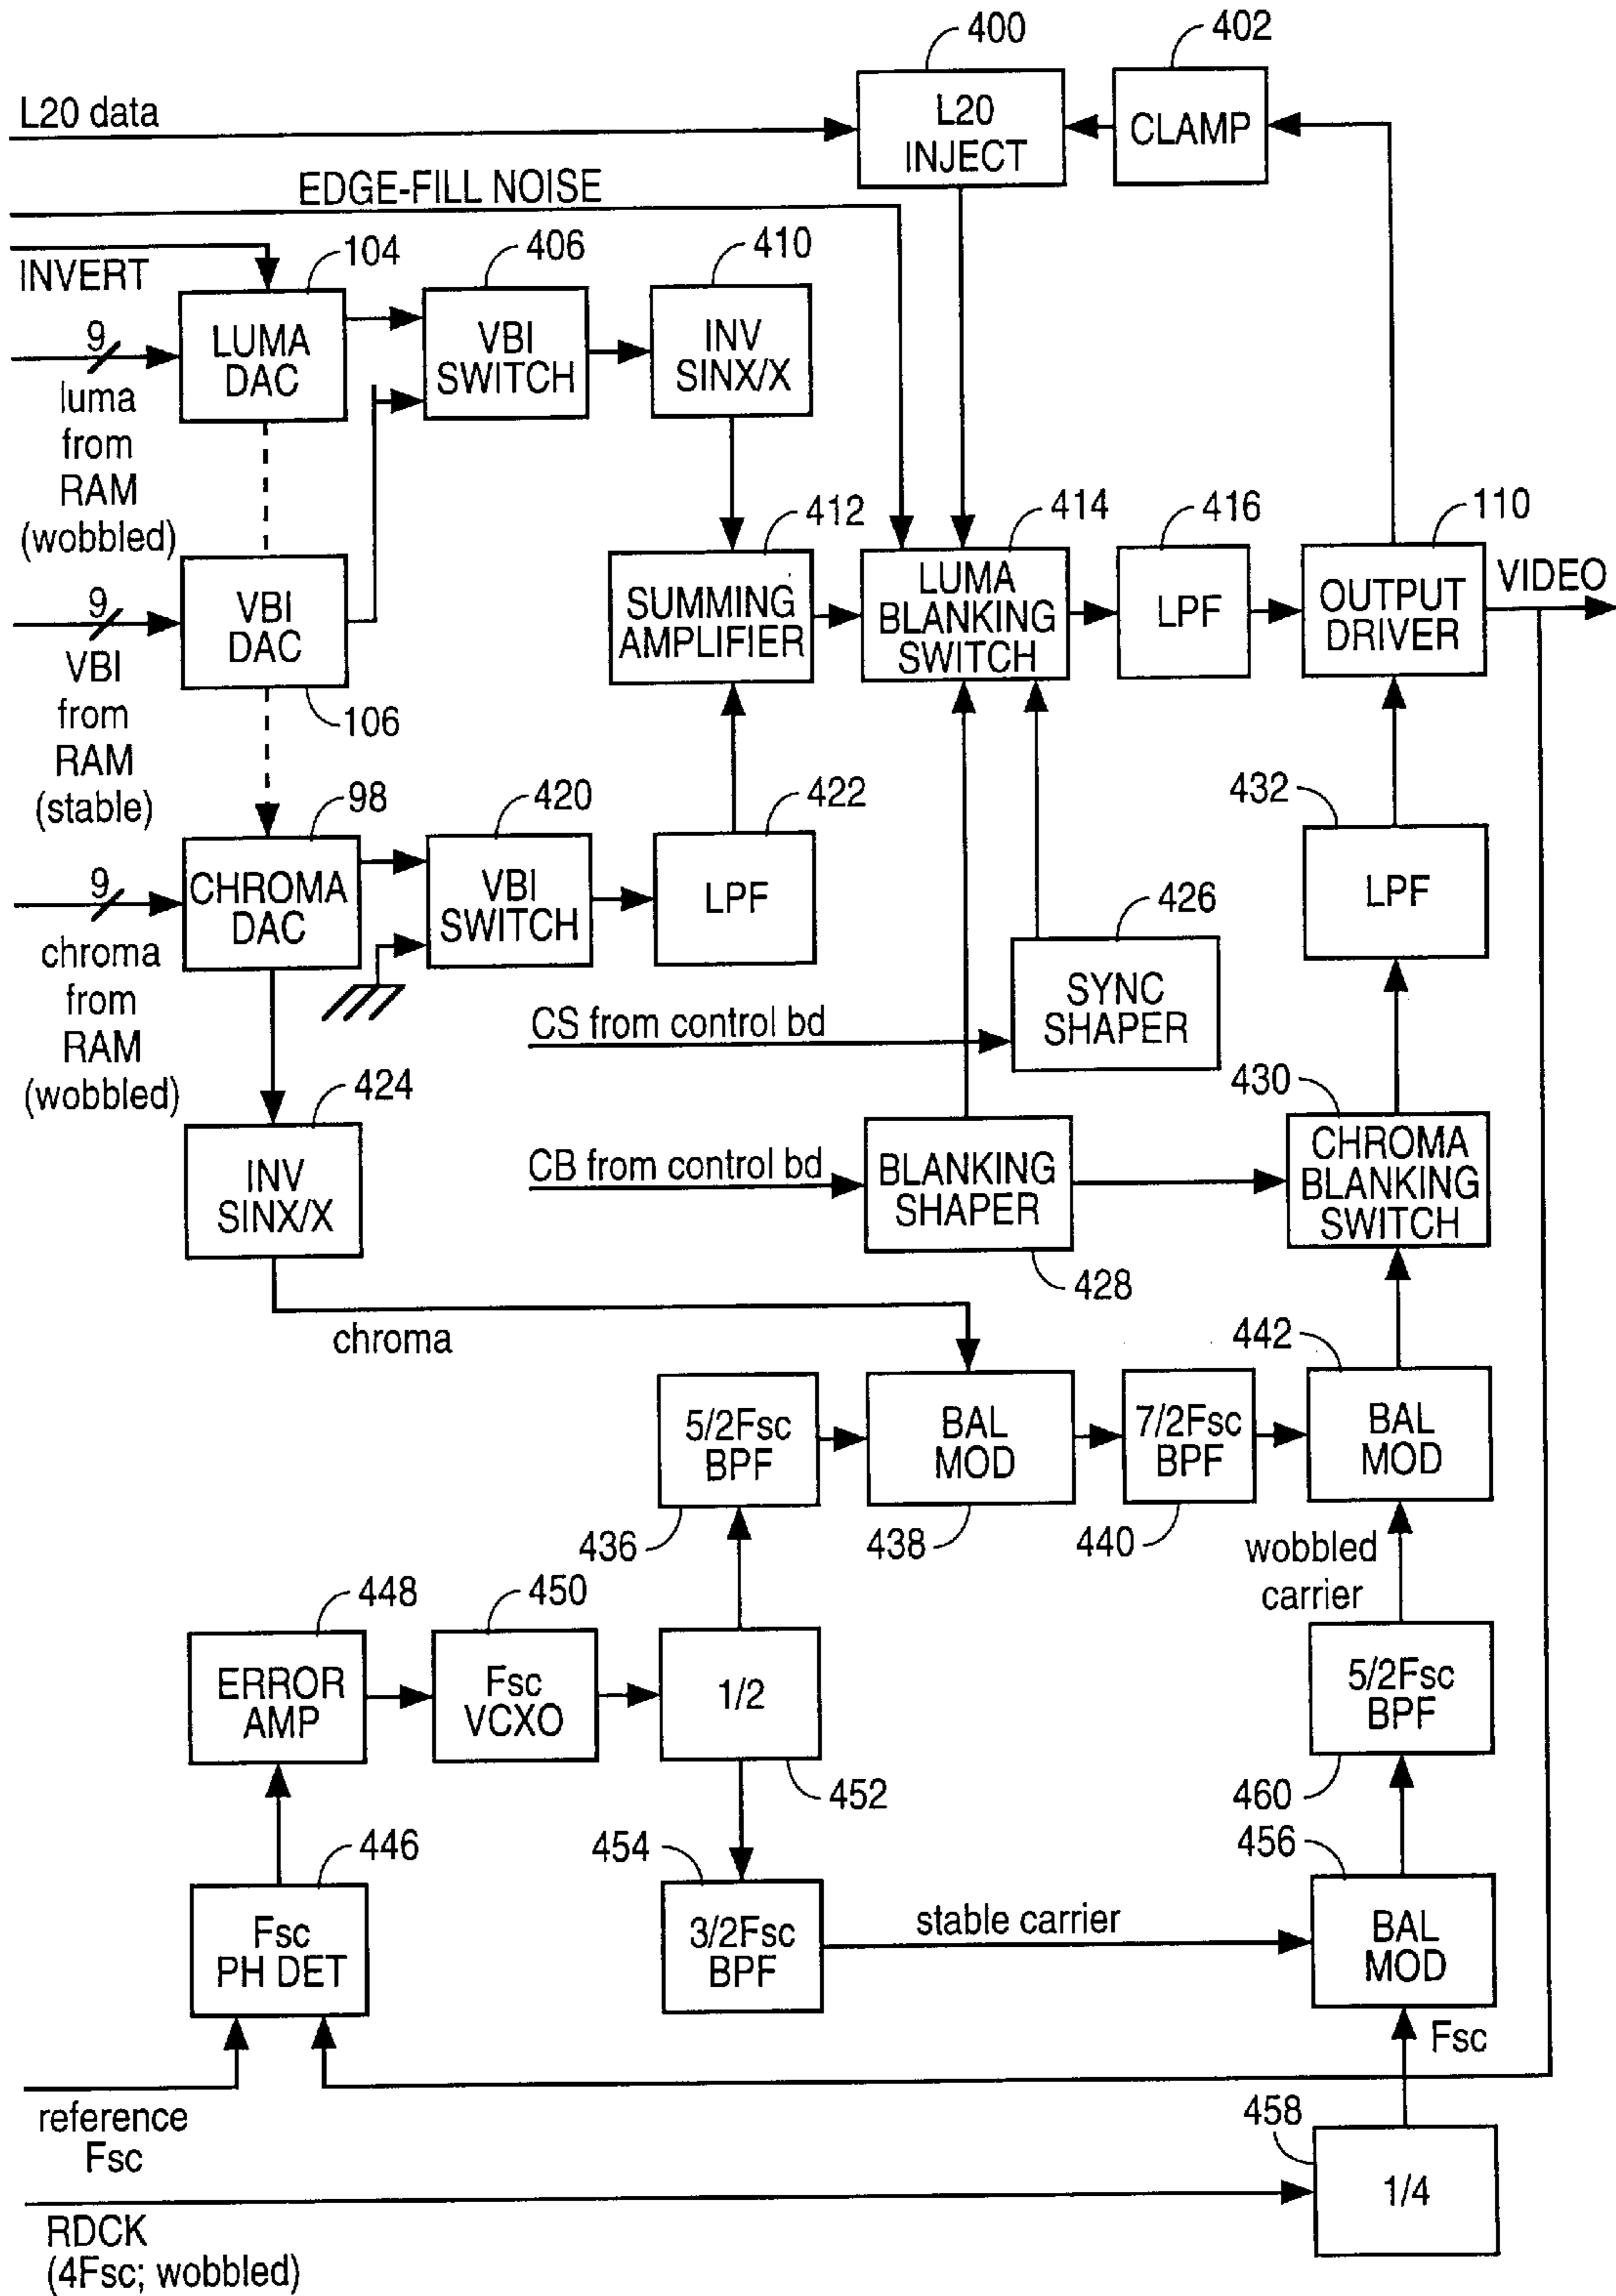 400
402
L20 data
L20
INJECT
CLAMP
EDGE-FILL NOISE
INVERT
104
406
410
9
LUMA
DAC
VBI
SWITCH
INV
SINX/X
luma
from
RAM
(wobbled)
412
414
416
110
9
VBI
DAC
SUMMING
AMPLIFIER
LUMA
BLANKING
SWITCH
LPF
OUTPUT
DRIVER
VIDEO
VBI
from
RAM
(stable)
106
98
420
422
432
9
CHROMA
DAC
VBI
SWITCH
LPF
LPF
chroma
from
RAM
(wobbled)
426
CS from control bd
SYNC
SHAPER
424
430
INV
SINX/X
CB from control bd
BLANKING
SHAPER
CHROMA
BLANKING
SWITCH
428
chroma
442
5/2Fsc
BPF
BAL
MOD
7/2Fsc
BPF
BAL
MOD
436
438
440
wobbled
carrier
448
450
ERROR
AMP
Fsc
VCXO
1/2
5/2Fsc
BPF
452
460
446
454
456
Fsc
PH DET
3/2Fsc
BPF
stable carrier
BAL
MOD
Fsc
reference
Fsc
458
1/4
RDCK
(4Fsc; wobbled)